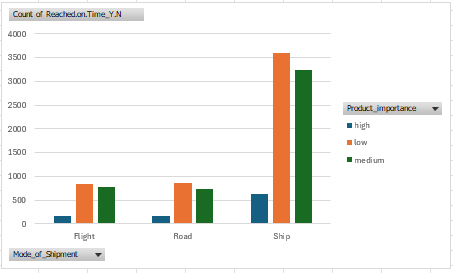 Count of Reached.on.Time_Y.N
4000
3500
3000
2500
2000
1500
1000
500
0
Flight Road Ship
Product_importance
high
low
medium
Mode_of_Shipment